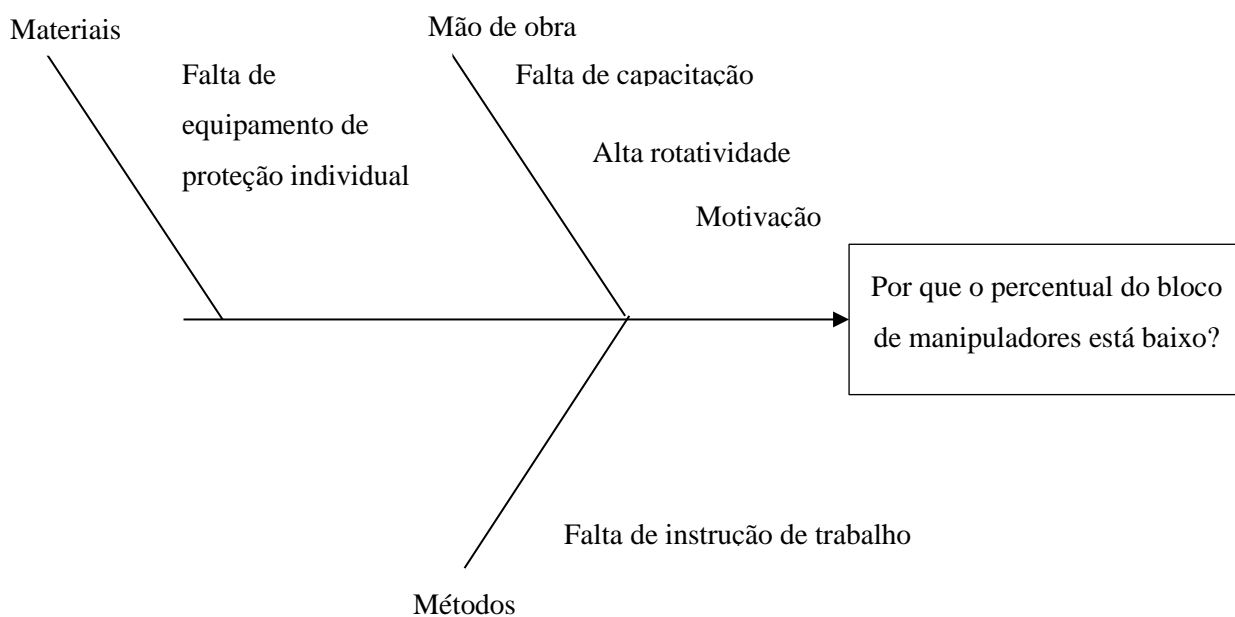 Materiais
Mão de obra
Falta de
equipamento de
proteção individual
Falta de capacitação
Alta rotatividade
Motivação
Por que o percentual do bloco
de manipuladores está baixo?
Falta de instrução de trabalho
Métodos